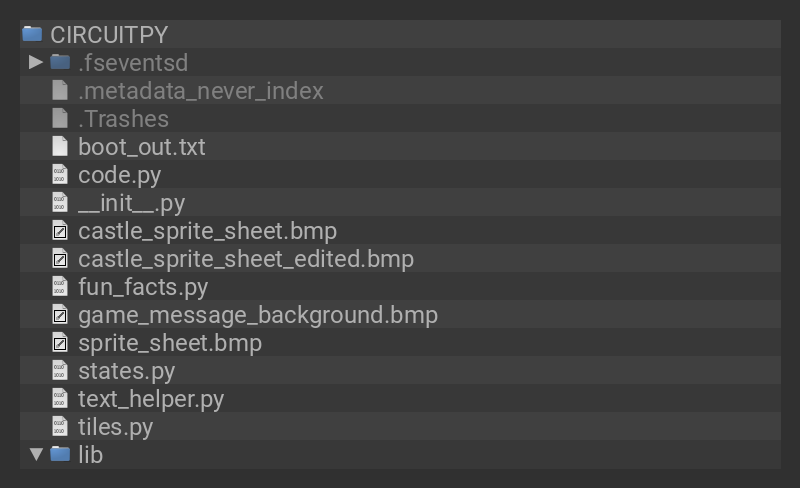 CIRCUITPY
.fseventsd
.metadata_never_index
.Trashes
boot_out.txt
code.py
__init__.py
castle_sprite_sheet.bmp
castle_sprite_sheet_edited.bmp
fun_facts.py
game_message_background.bmp
sprite_sheet.bmp
states.py
text_helper.py
tiles.py
lib